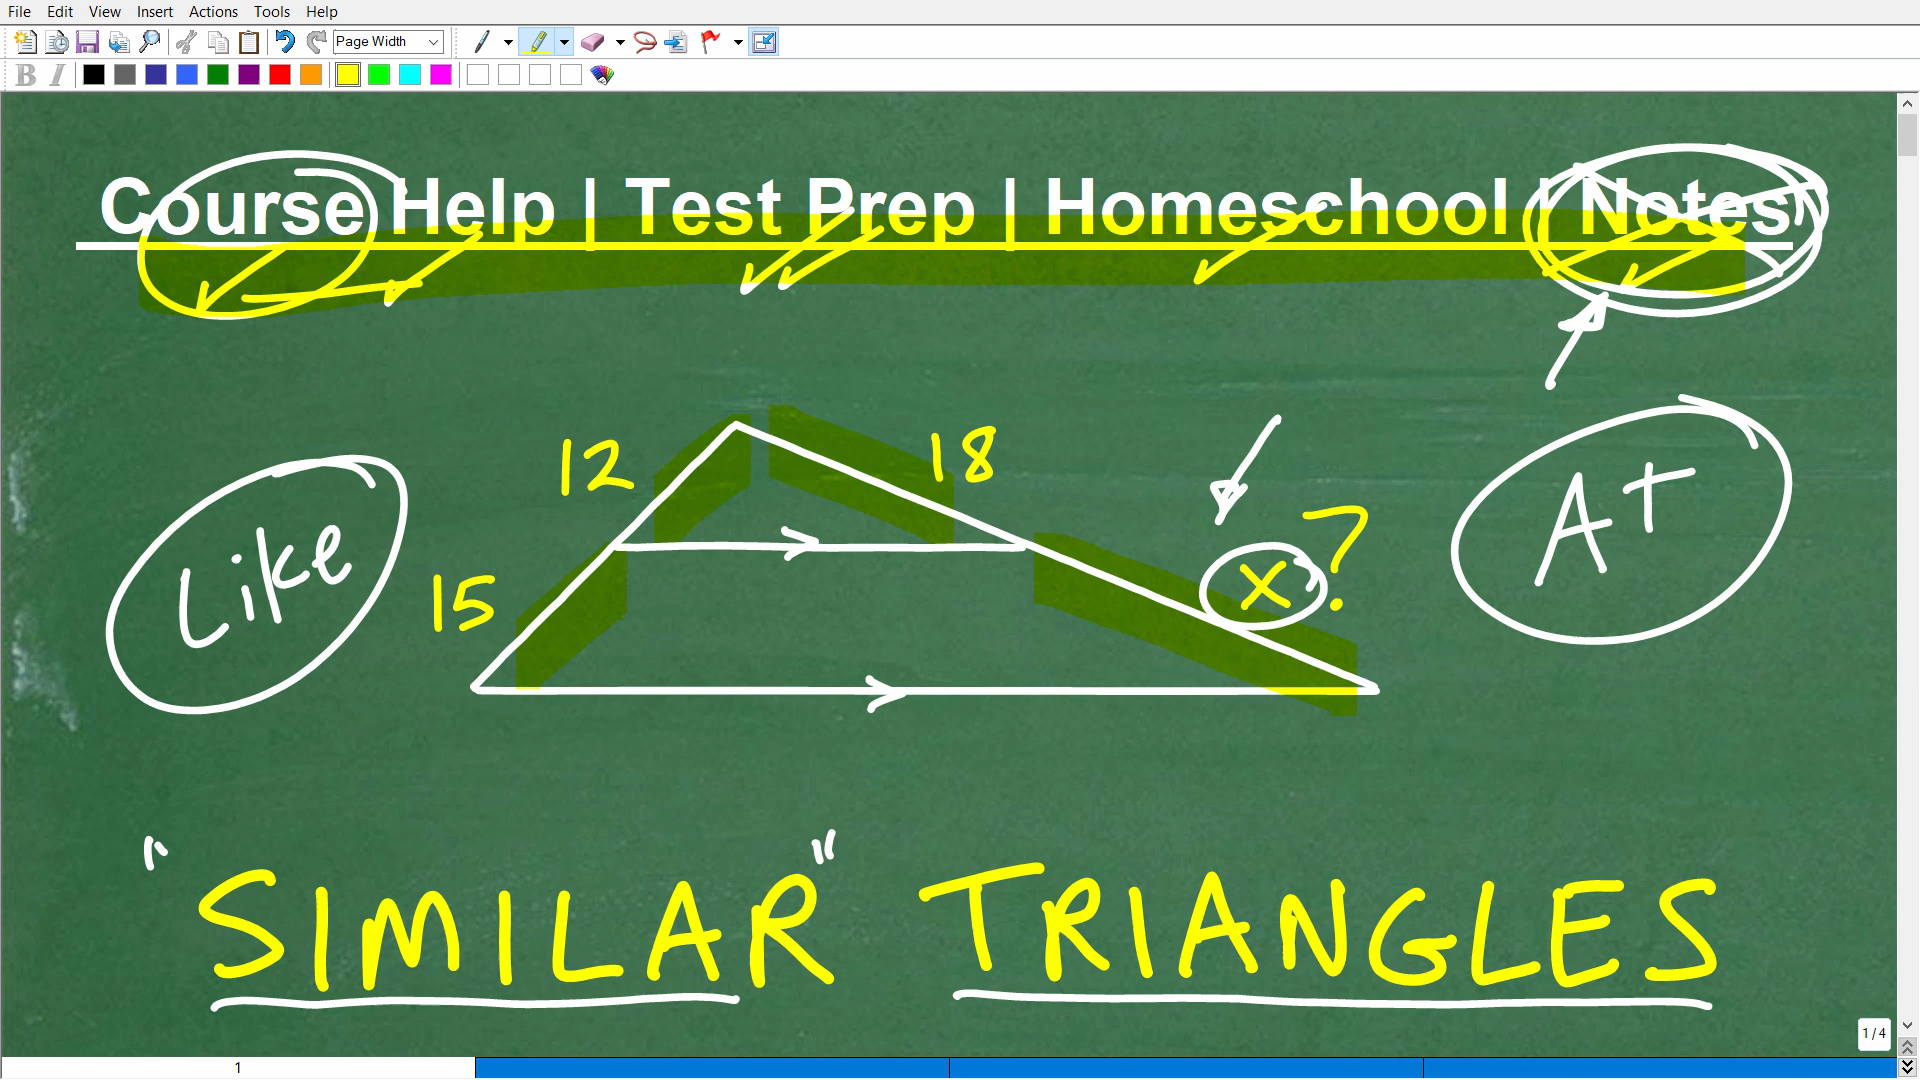 File Edit View Insert Actions Tools Help
Page Width
B I
Course Help | Test Prep | Homeschool | Notes
12
18
Like
15
x?
A+
"SIMILAR" TRIANGLES
1 / 4
1